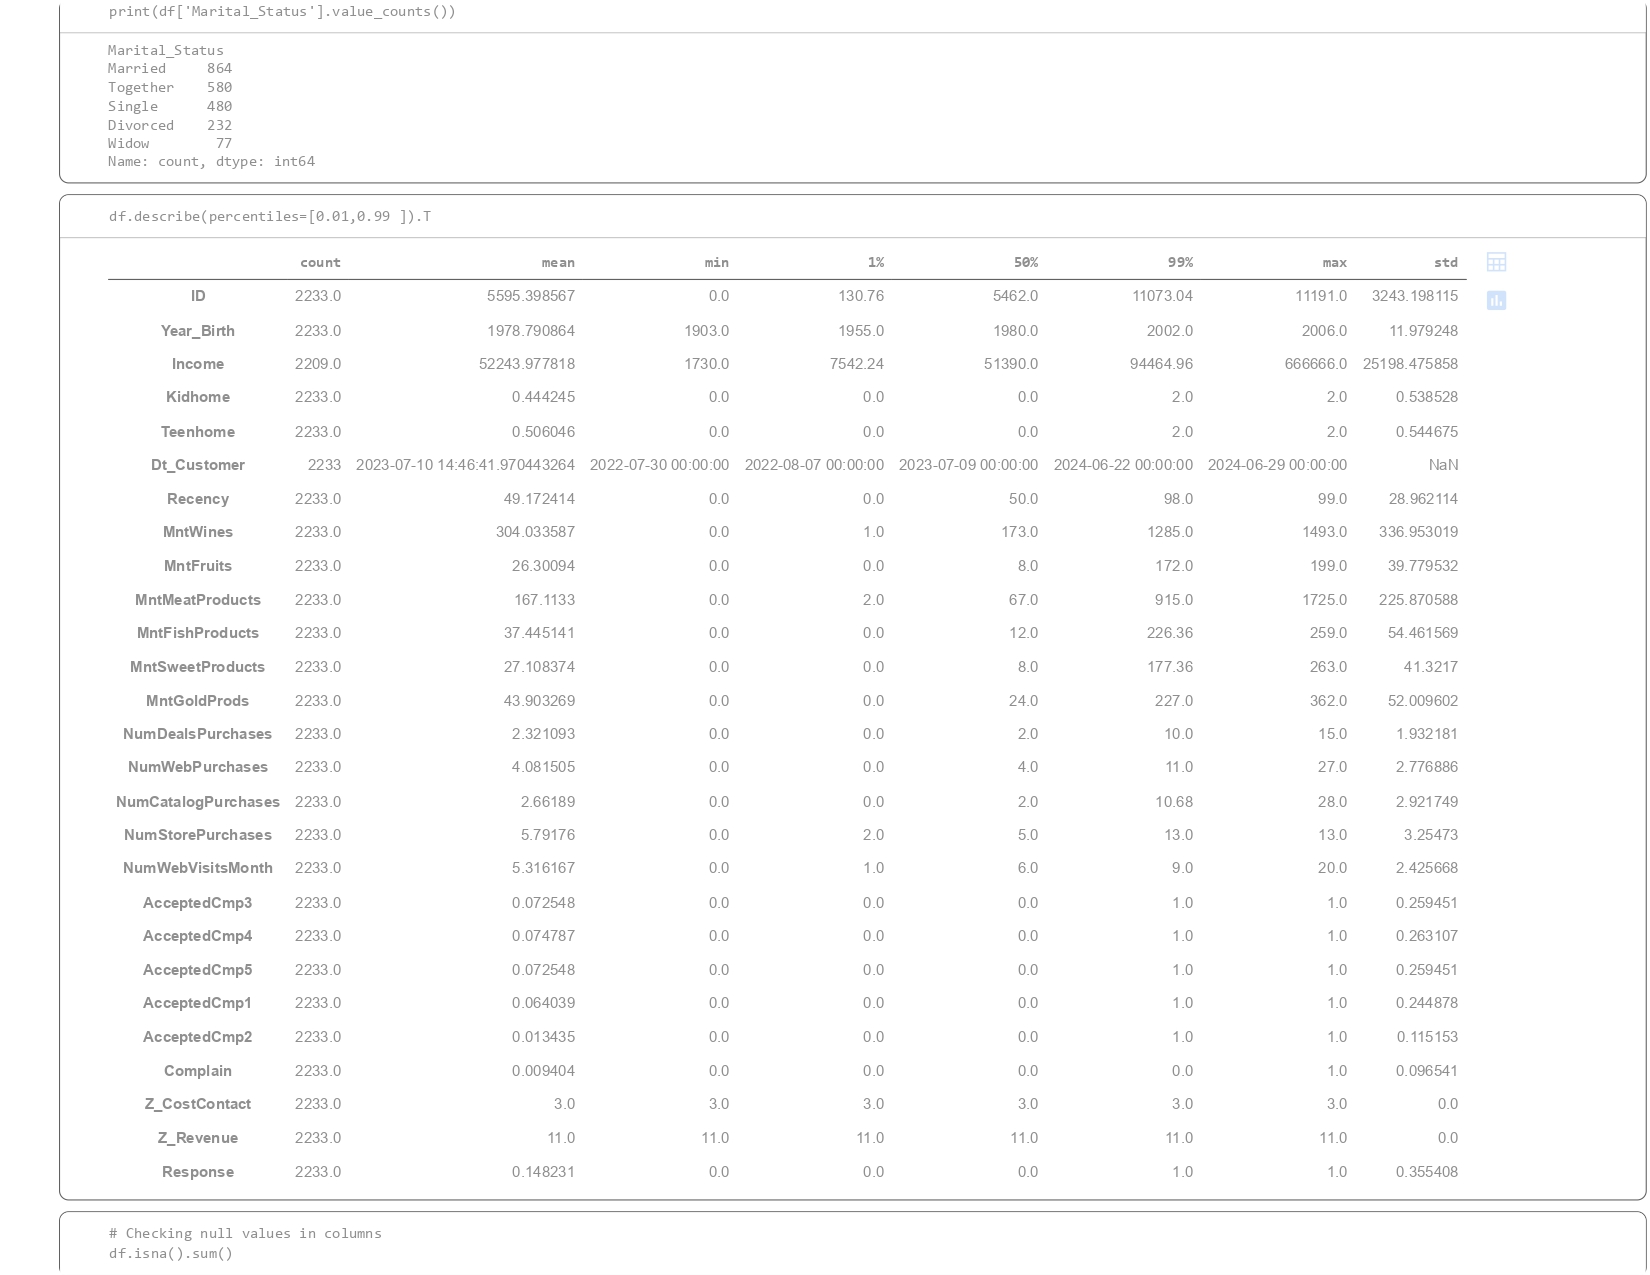 print(df['Marital_Status'].value_counts())
Marital_Status
Married     864
Together    580
Single      480
Divorced    232
Widow        77
Name: count, dtype: int64
df.describe(percentiles=[0.01,0.99 ]).T
count mean min 1% 50% 99% max std
ID 2233.0 5595.398567 0.0 130.76 5462.0 11073.04 11191.0 3243.198115
Year_Birth 2233.0 1978.790864 1903.0 1955.0 1980.0 2002.0 2006.0 11.979248
Income 2209.0 52243.977818 1730.0 7542.24 51390.0 94464.96 666666.0 25198.475858
Kidhome 2233.0 0.444245 0.0 0.0 0.0 2.0 2.0 0.538528
Teenhome 2233.0 0.506046 0.0 0.0 0.0 2.0 2.0 0.544675
Dt_Customer 2233 2023-07-10 14:46:41.970443264 2022-07-30 00:00:00 2022-08-07 00:00:00 2023-07-09 00:00:00 2024-06-22 00:00:00 2024-06-29 00:00:00 NaN
Recency 2233.0 49.172414 0.0 0.0 50.0 98.0 99.0 28.962114
MntWines 2233.0 304.033587 0.0 1.0 173.0 1285.0 1493.0 336.953019
MntFruits 2233.0 26.30094 0.0 0.0 8.0 172.0 199.0 39.779532
MntMeatProducts 2233.0 167.1133 0.0 2.0 67.0 915.0 1725.0 225.870588
MntFishProducts 2233.0 37.445141 0.0 0.0 12.0 226.36 259.0 54.461569
MntSweetProducts 2233.0 27.108374 0.0 0.0 8.0 177.36 263.0 41.3217
MntGoldProds 2233.0 43.903269 0.0 0.0 24.0 227.0 362.0 52.009602
NumDealsPurchases 2233.0 2.321093 0.0 0.0 2.0 10.0 15.0 1.932181
NumWebPurchases 2233.0 4.081505 0.0 0.0 4.0 11.0 27.0 2.776886
NumCatalogPurchases 2233.0 2.66189 0.0 0.0 2.0 10.68 28.0 2.921749
NumStorePurchases 2233.0 5.79176 0.0 2.0 5.0 13.0 13.0 3.25473
NumWebVisitsMonth 2233.0 5.316167 0.0 1.0 6.0 9.0 20.0 2.425668
AcceptedCmp3 2233.0 0.072548 0.0 0.0 0.0 1.0 1.0 0.259451
AcceptedCmp4 2233.0 0.074787 0.0 0.0 0.0 1.0 1.0 0.263107
AcceptedCmp5 2233.0 0.072548 0.0 0.0 0.0 1.0 1.0 0.259451
AcceptedCmp1 2233.0 0.064039 0.0 0.0 0.0 1.0 1.0 0.244878
AcceptedCmp2 2233.0 0.013435 0.0 0.0 0.0 1.0 1.0 0.115153
Complain 2233.0 0.009404 0.0 0.0 0.0 0.0 1.0 0.096541
Z_CostContact 2233.0 3.0 3.0 3.0 3.0 3.0 3.0 0.0
Z_Revenue 2233.0 11.0 11.0 11.0 11.0 11.0 11.0 0.0
Response 2233.0 0.148231 0.0 0.0 0.0 1.0 1.0 0.355408
# Checking null values in columns
df.isna().sum()